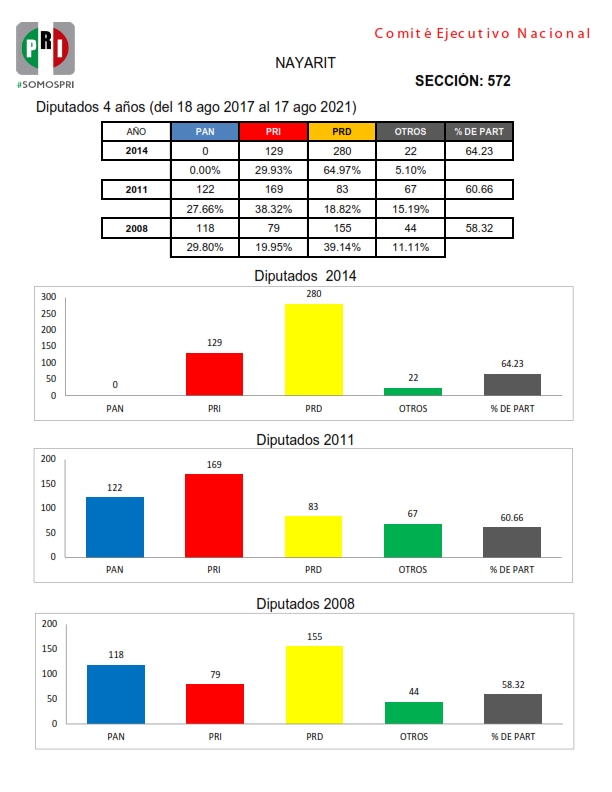 PRI
#SOMOSPRI
Comité Ejecutivo Nacional
NAYARIT
SECCIÓN: 572
Diputados 4 años (del 18 ago 2017 al 17 ago 2021)
AÑO PAN PRI PRD OTROS % DE PART
2014 0 129 280 22 64.23
0.00% 29.93% 64.97% 5.10%
2011 122 169 83 67 60.66
27.66% 38.32% 18.82% 15.19%
2008 118 79 155 44 58.32
29.80% 19.95% 39.14% 11.11%
Diputados 2014
300
250
200
150
100
50
0
0 129 280 22 64.23
PAN PRI PRD OTROS % DE PART
Diputados 2011
200
150
100
50
0
122 169 83 67 60.66
PAN PRI PRD OTROS % DE PART
Diputados 2008
200
150
100
50
0
118 79 155 44 58.32
PAN PRI PRD OTROS % DE PART